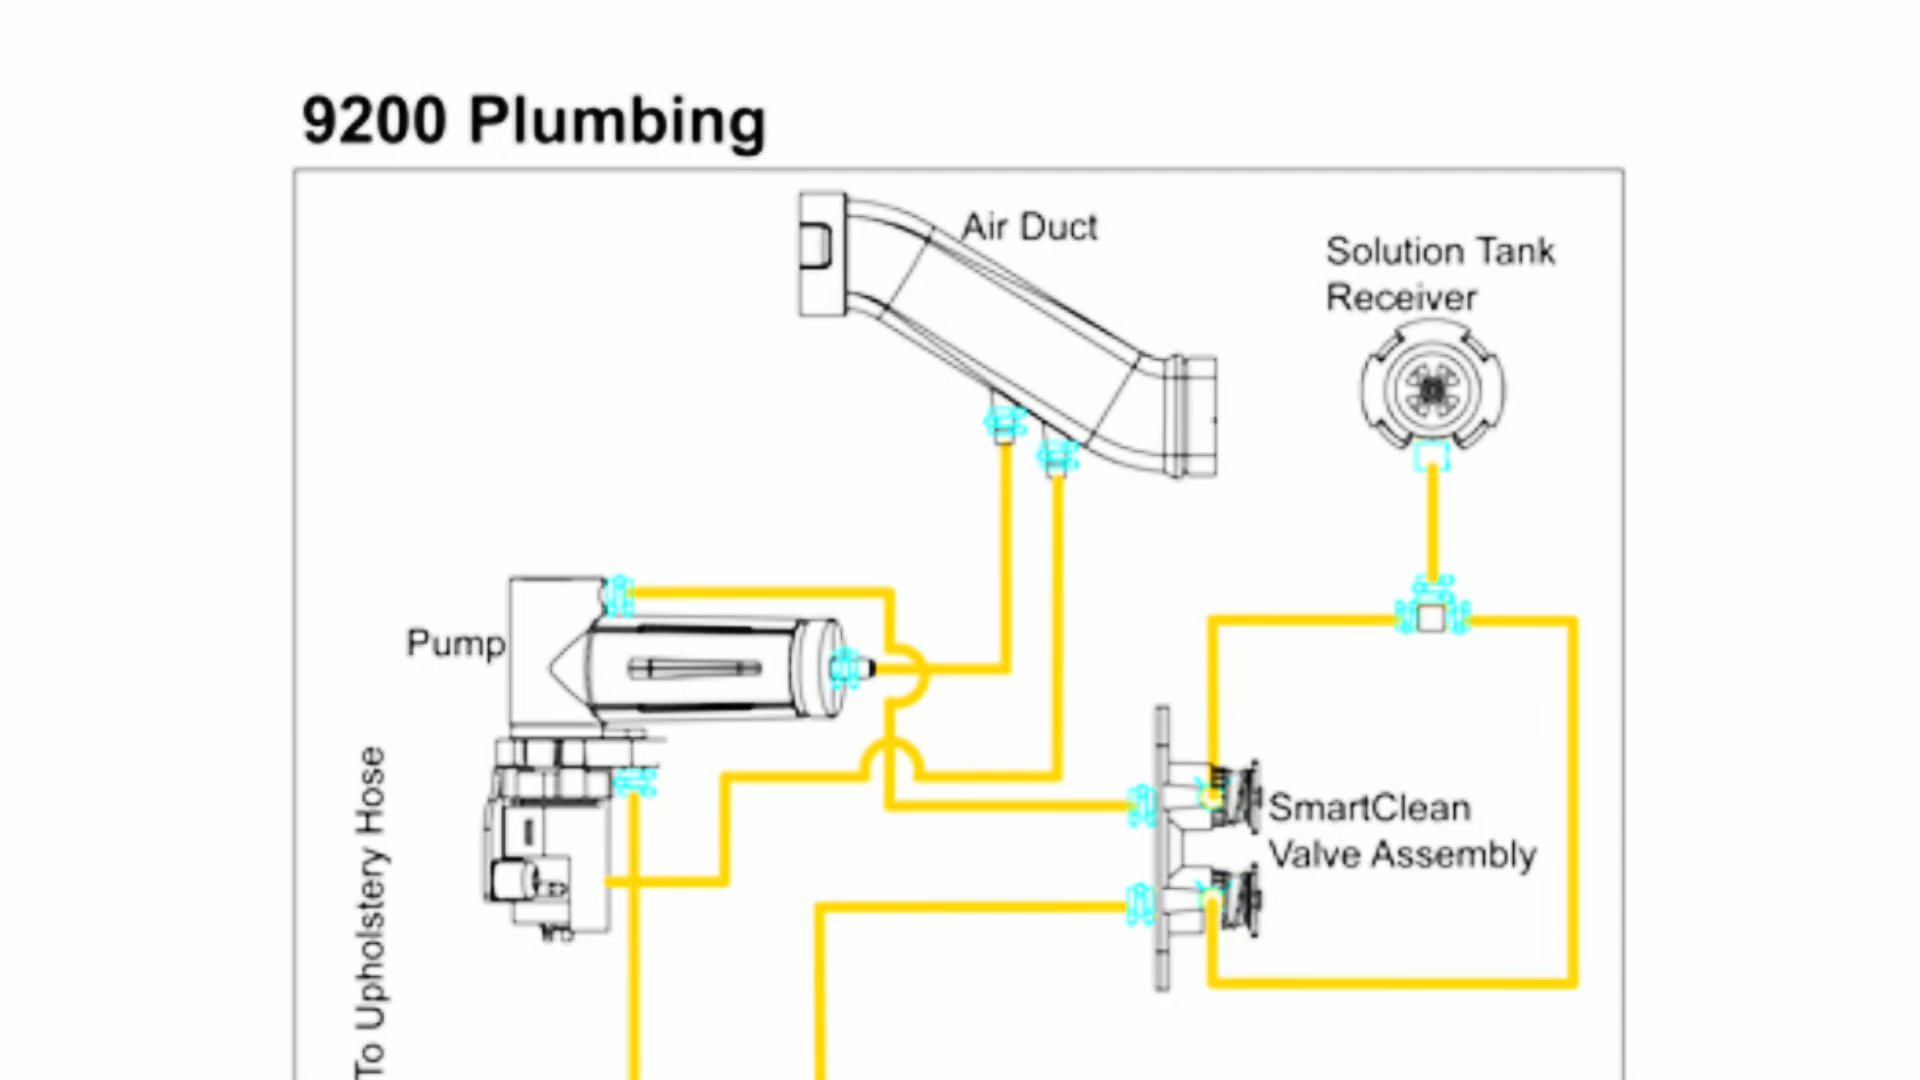 9200 Plumbing
Air Duct
Solution Tank
Receiver
Pump
SmartClean
Valve Assembly
To Upholstery Hose